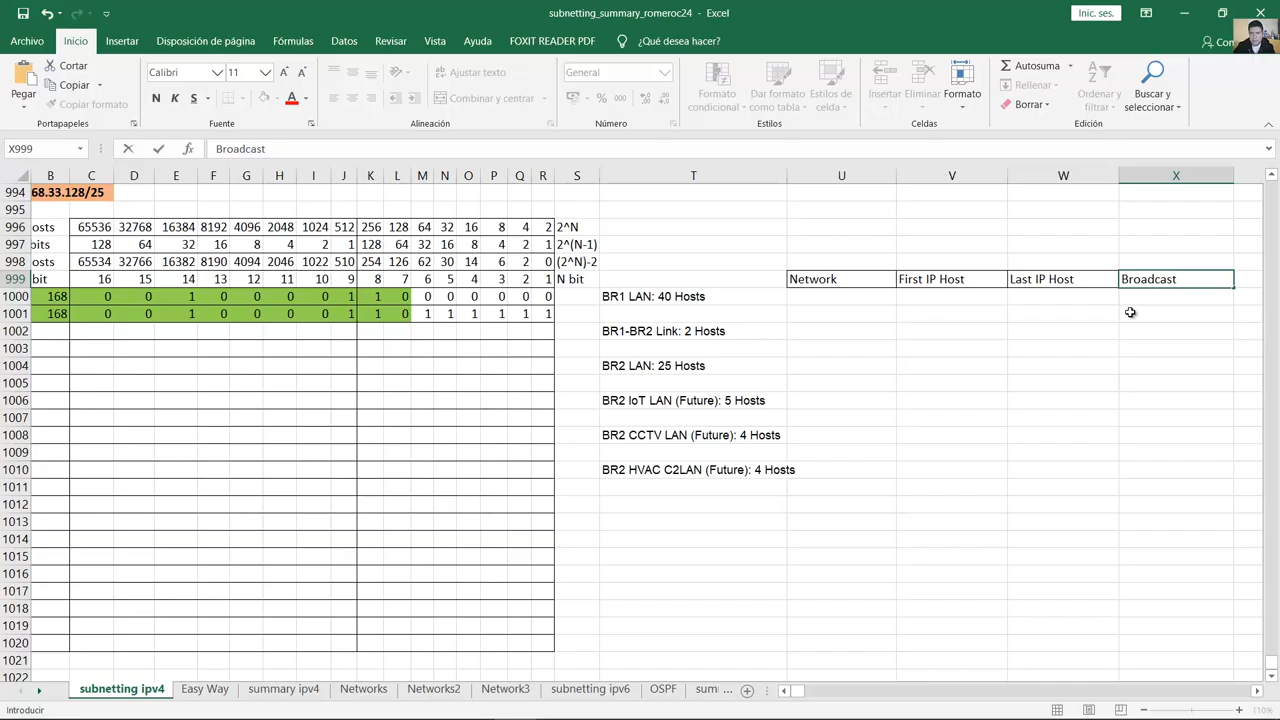 subnetting_summary_romeroc24 - Excel
Inic. ses.
Archivo Inicio Insertar Disposición de página Fórmulas Datos Revisar Vista Ayuda FOXIT READER PDF ¿Qué desea hacer?
Pegar
Cortar
Copiar
Copiar formato
Portapapeles
Calibri 11
N K S
Fuente
Ajustar texto
Combinar y centrar
Alineación
General
% 000
Número
Formato condicional
Dar formato como tabla
Estilos de celda
Estilos
Insertar Eliminar Formato
Celdas
Autosuma
Rellenar
Borrar
Ordenar y filtrar
Buscar y seleccionar
Edición
X999 fx Broadcast
B C D E F G H I J K L M N O P Q R S T U V W X
994 68.33.128/25
995
996 osts 65536 32768 16384 8192 4096 2048 1024 512 256 128 64 32 16 8 4 2 2^N
997 bits 128 64 32 16 8 4 2 1 128 64 32 16 8 4 2 1 2^(N-1)
998 osts 65534 32766 16382 8190 4094 2046 1022 510 254 126 62 30 14 6 2 0 (2^N)-2
999 bit 16 15 14 13 12 11 10 9 8 7 6 5 4 3 2 1 N bit Network First IP Host Last IP Host Broadcast
1000 168 0 0 1 0 0 0 0 1 1 0 0 0 0 0 0 0 BR1 LAN: 40 Hosts
1001 168 0 0 1 0 0 0 0 1 1 0 1 1 1 1 1 1
1002 BR1-BR2 Link: 2 Hosts
1003
1004 BR2 LAN: 25 Hosts
1005
1006 BR2 IoT LAN (Future): 5 Hosts
1007
1008 BR2 CCTV LAN (Future): 4 Hosts
1009
1010 BR2 HVAC C2LAN (Future): 4 Hosts
1011
1012
1013
1014
1015
1016
1017
1018
1019
1020
1021
1022
subnetting ipv4 Easy Way summary ipv4 Networks Networks2 Network3 subnetting ipv6 OSPF sum ...
Introducir 110%